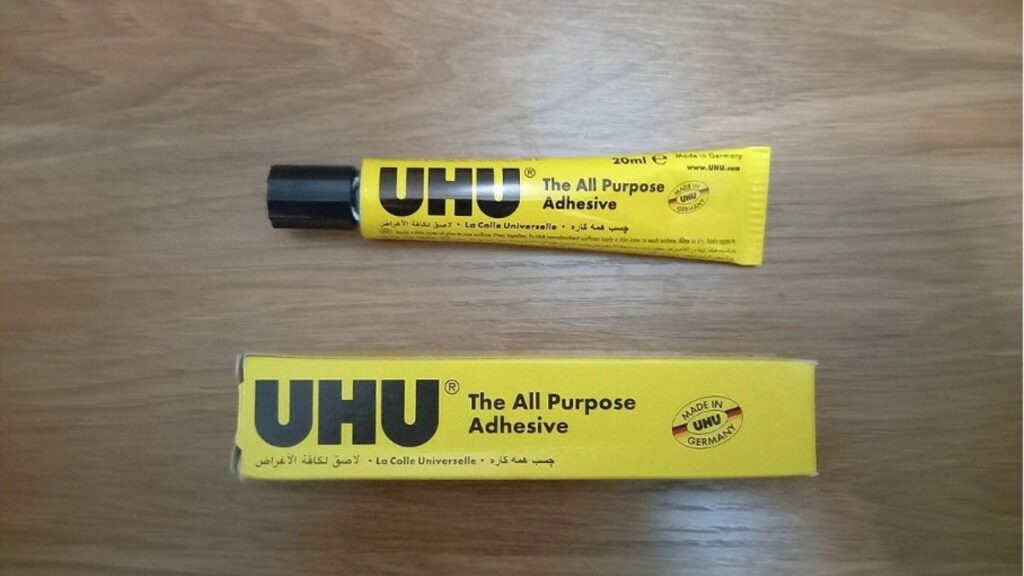 20ml e Made in Germany
www.UHU.com
UHU® The All Purpose
Adhesive
MADE IN
UHU
GERMANY
لاصق لكافة الأغراض • La Colle Universelle • چسب همه کاره
UHU® The All Purpose
Adhesive
MADE IN
UHU
GERMANY
لاصق لكافة الأغراض • La Colle Universelle • چسب همه کاره